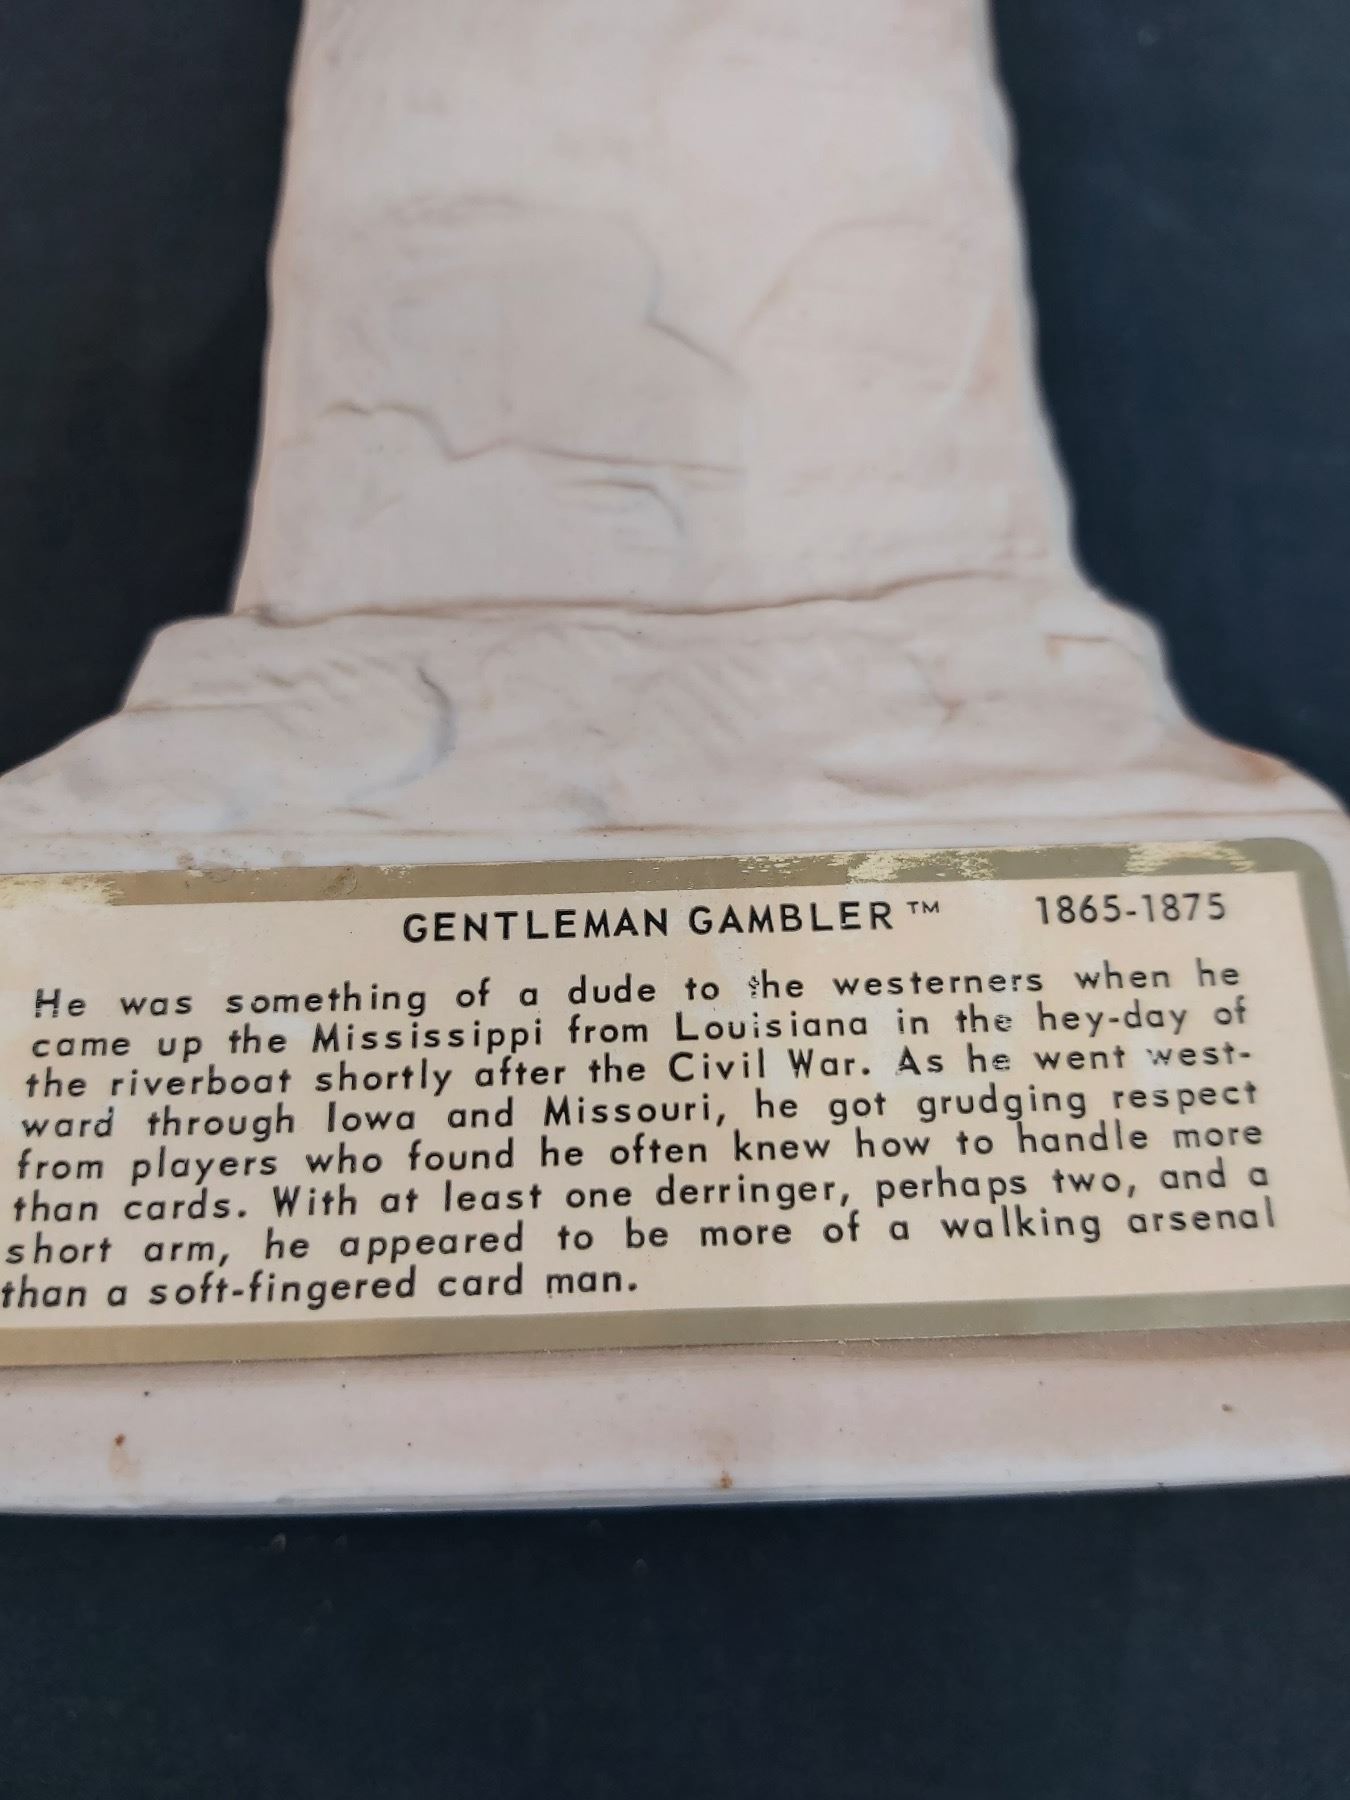 GENTLEMAN GAMBLER™ 1865-1875
He was something of a dude to the westerners when he
came up the Mississippi from Louisiana in the hey-day of
the riverboat shortly after the Civil War. As he went west-
ward through Iowa and Missouri, he got grudging respect
from players who found he often knew how to handle more
than cards. With at least one derringer, perhaps two, and a
short arm, he appeared to be more of a walking arsenal
than a soft-fingered card man.